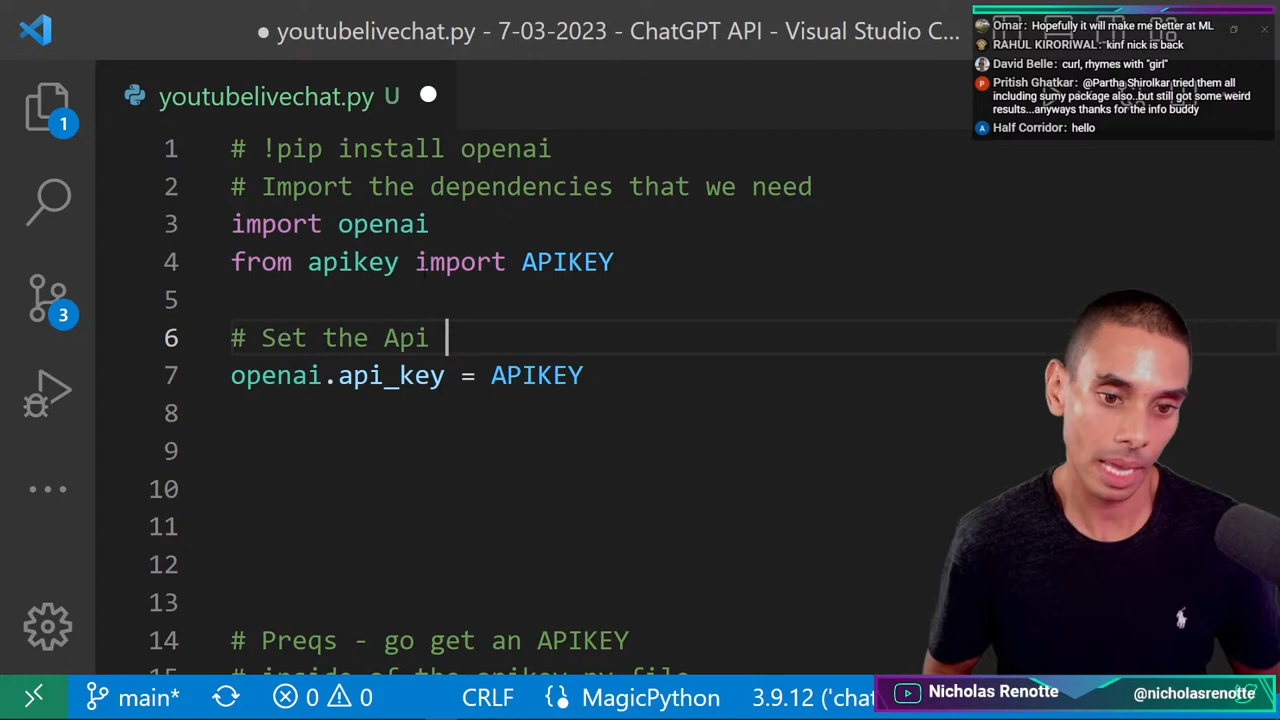 youtubelivechat.py - 7-03-2023 - ChatGPT API - Visual Studio C...
Omar: Hopefully it will make me better at ML
RAHUL KIRORIWAL: kinf nick is back
David Belle: curl, rhymes with "girl"
Pritish Ghatkar: @Partha Shirolkar tried them all
including sumy package also..but still got some weird
results...anyways thanks for the info buddy
Half Corridor: hello
youtubelivechat.py U
1 # !pip install openai
2 # Import the dependencies that we need
3 import openai
4 from apikey import APIKEY
5
6 # Set the Api
7 openai.api_key = APIKEY
8
9
10
11
12
13
14 # Preqs - go get an APIKEY
1
3
main*
0
0
CRLF
{} MagicPython
3.9.12 ('cha
Nicholas Renotte
@nicholasrenotte